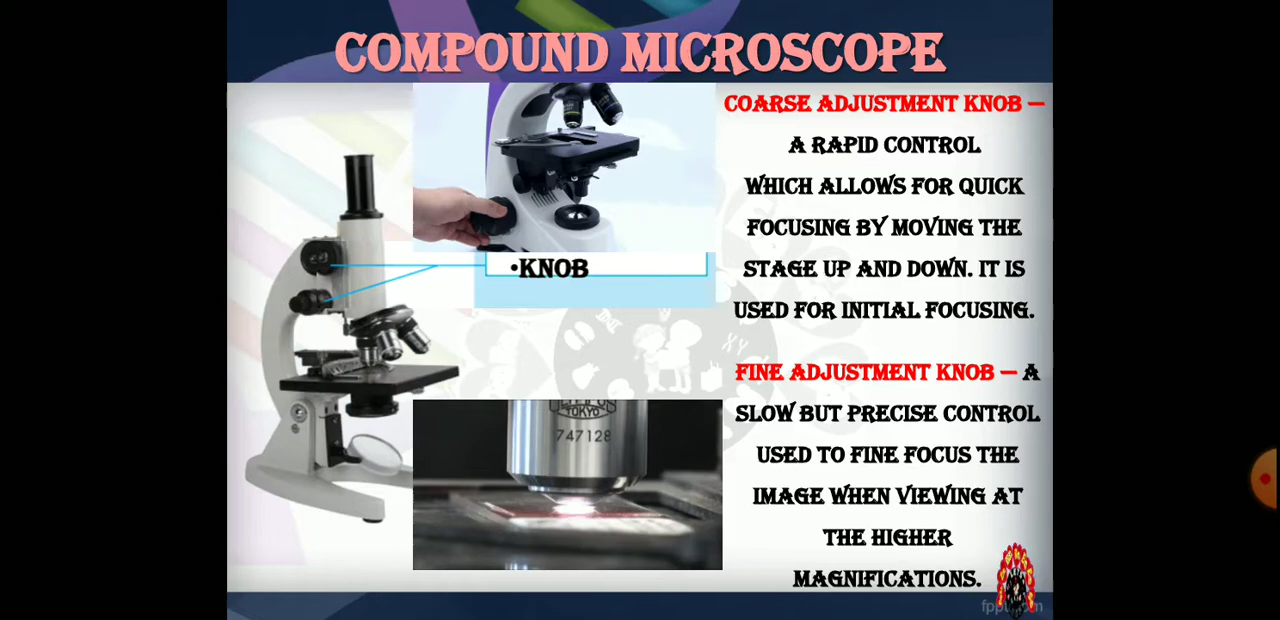 COMPOUND MICROSCOPE
COARSE ADJUSTMENT KNOB –
A RAPID CONTROL
WHICH ALLOWS FOR QUICK
FOCUSING BY MOVING THE
STAGE UP AND DOWN. IT IS
USED FOR INITIAL FOCUSING.
•KNOB
FINE ADJUSTMENT KNOB – A
SLOW BUT PRECISE CONTROL
USED TO FINE FOCUS THE
IMAGE WHEN VIEWING AT
THE HIGHER
MAGNIFICATIONS.
TOKYO
747128
KY